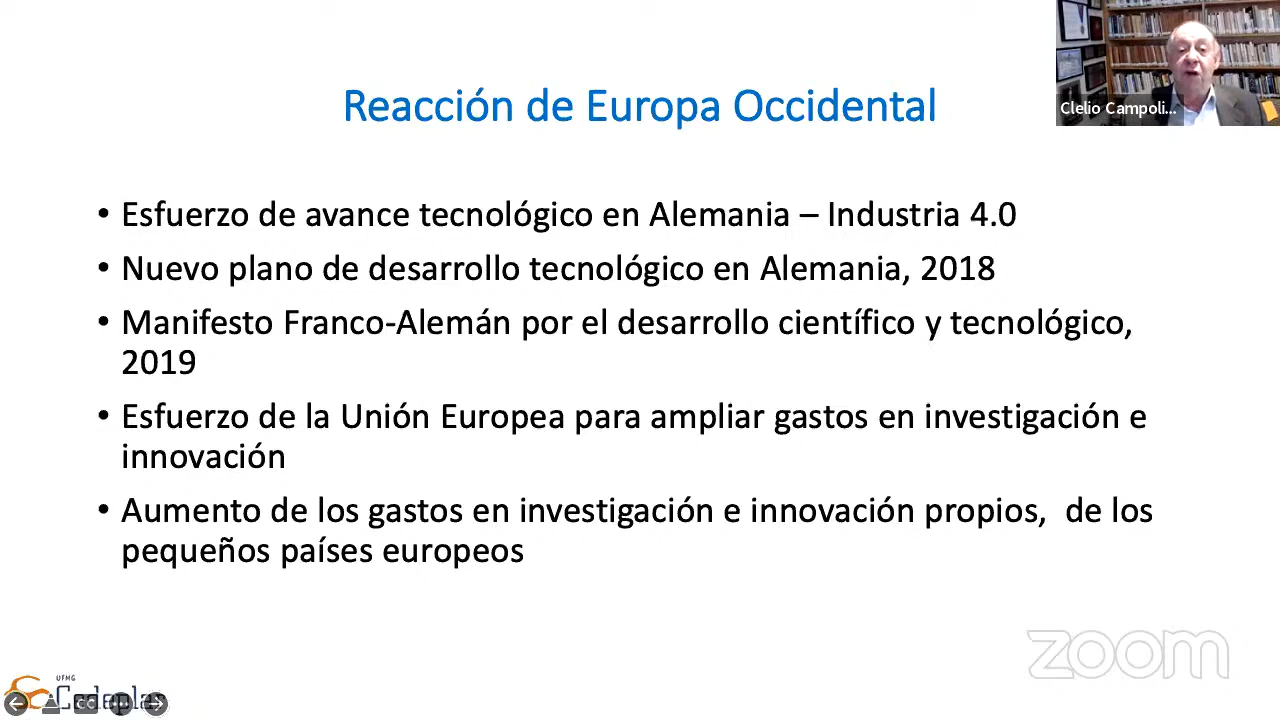 Reacción de Europa Occidental
Clelio Campoli...
• Esfuerzo de avance tecnológico en Alemania – Industria 4.0
• Nuevo plano de desarrollo tecnológico en Alemania, 2018
• Manifesto Franco-Alemán por el desarrollo científico y tecnológico,
2019
• Esfuerzo de la Unión Europea para ampliar gastos en investigación e
innovación
• Aumento de los gastos en investigación e innovación propios,  de los
pequeños países europeos
zoom
UFMG
Cedeplar
CC